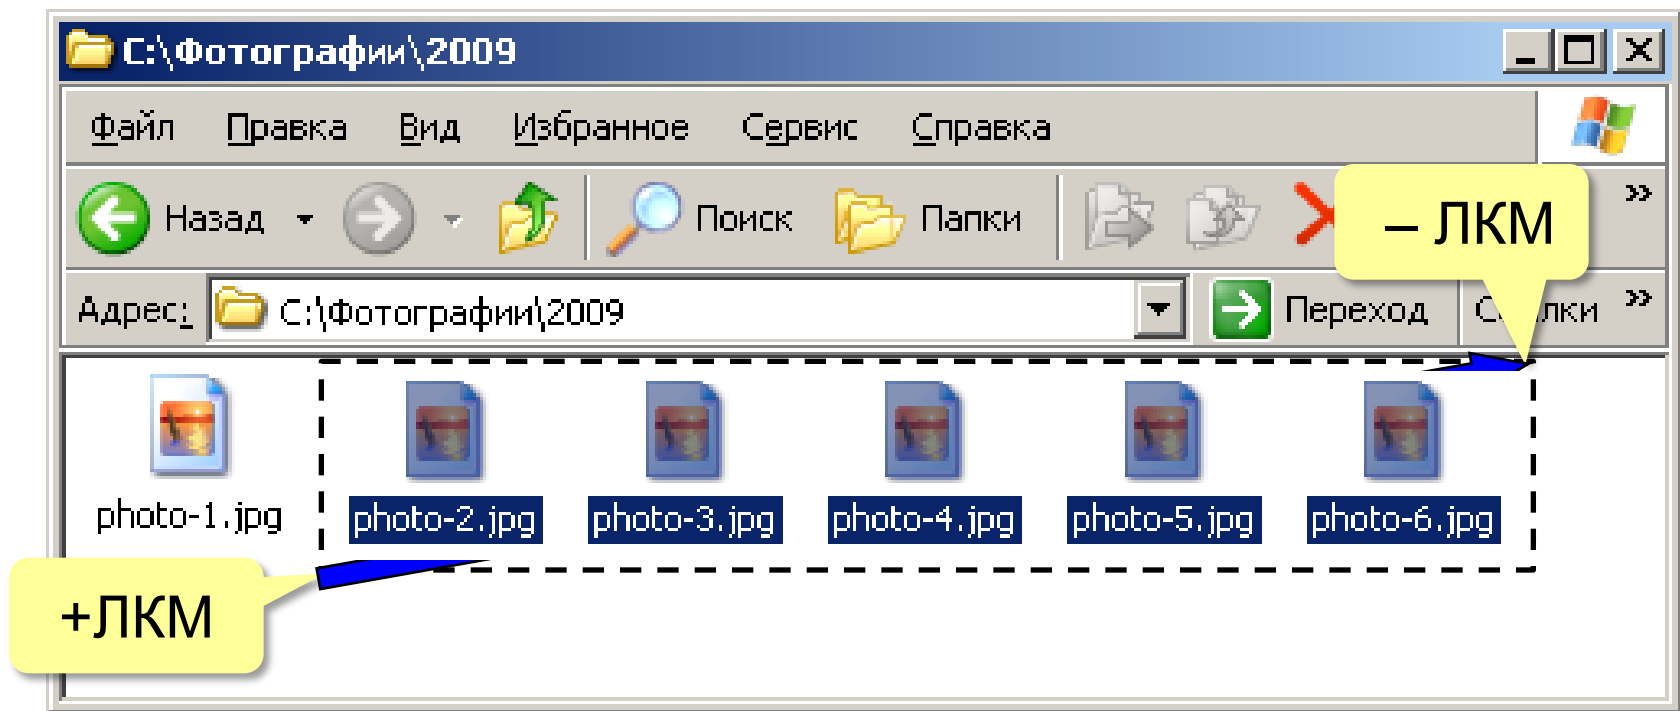 C:\Фотографии\2009
Файл Правка Вид Избранное Сервис Справка
Назад Поиск Папки »
– ЛКМ
Адрес: C:\Фотографии\2009 Переход »
photo-1.jpg photo-2.jpg photo-3.jpg photo-4.jpg photo-5.jpg photo-6.jpg
+ЛКМ